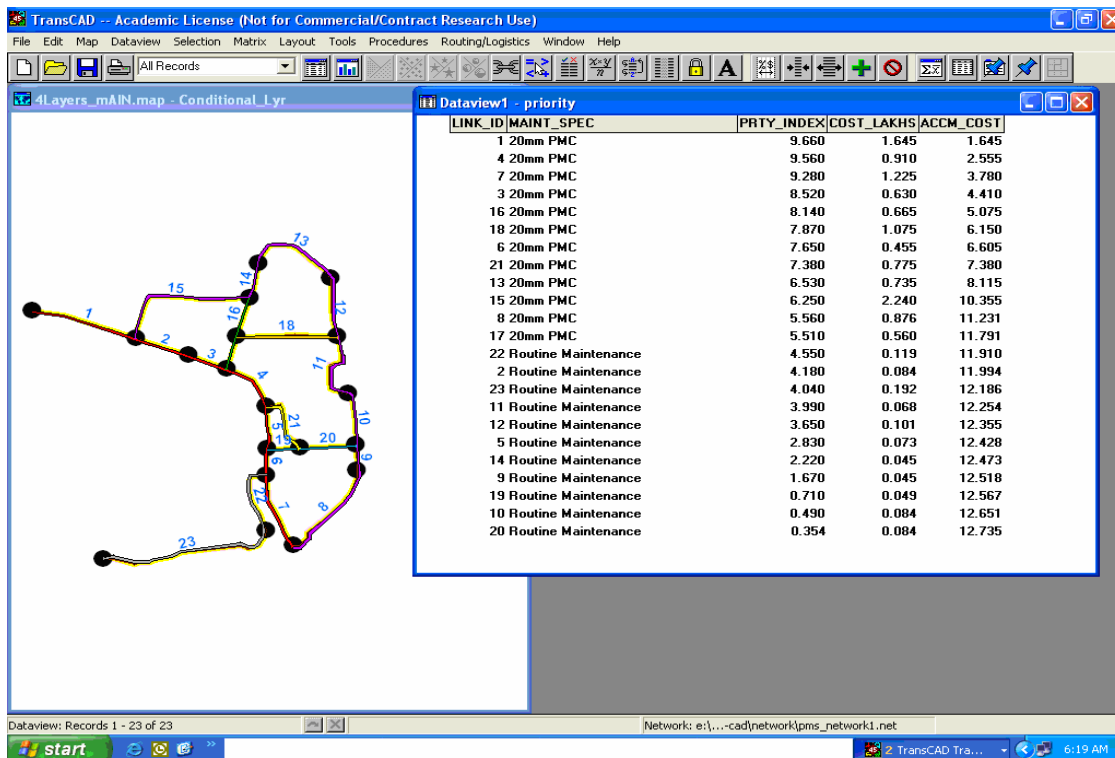 TransCAD -- Academic License (Not for Commercial/Contract Research Use)
File Edit Map Dataview Selection Matrix Layout Tools Procedures Routing/Logistics Window Help
All Records
4Layers_mAIN.map - Conditional_Lyr
Dataview1 - priority
LINK_ID MAINT_SPEC PRTY_INDEX COST_LAKHS ACCM_COST
1 20mm PMC 9.660 1.645 1.645
4 20mm PMC 9.560 0.910 2.555
7 20mm PMC 9.280 1.225 3.780
3 20mm PMC 8.520 0.630 4.410
16 20mm PMC 8.140 0.665 5.075
18 20mm PMC 7.870 1.075 6.150
6 20mm PMC 7.650 0.455 6.605
21 20mm PMC 7.380 0.775 7.380
13 20mm PMC 6.530 0.735 8.115
15 20mm PMC 6.250 2.240 10.355
8 20mm PMC 5.560 0.876 11.231
17 20mm PMC 5.510 0.560 11.791
22 Routine Maintenance 4.550 0.119 11.910
2 Routine Maintenance 4.180 0.084 11.994
23 Routine Maintenance 4.040 0.192 12.186
11 Routine Maintenance 3.990 0.068 12.254
12 Routine Maintenance 3.650 0.101 12.355
5 Routine Maintenance 2.830 0.073 12.428
14 Routine Maintenance 2.220 0.045 12.473
9 Routine Maintenance 1.670 0.045 12.518
19 Routine Maintenance 0.710 0.049 12.567
10 Routine Maintenance 0.490 0.084 12.651
20 Routine Maintenance 0.354 0.084 12.735
13
14
15
12
1
16
18
2
3
11
4
10
5
21
19
20
6
9
22
7
8
23
Dataview: Records 1 - 23 of 23
Network: e:\...-cad\network\pms_network1.net
start
2 TransCAD Tra...
6:19 AM